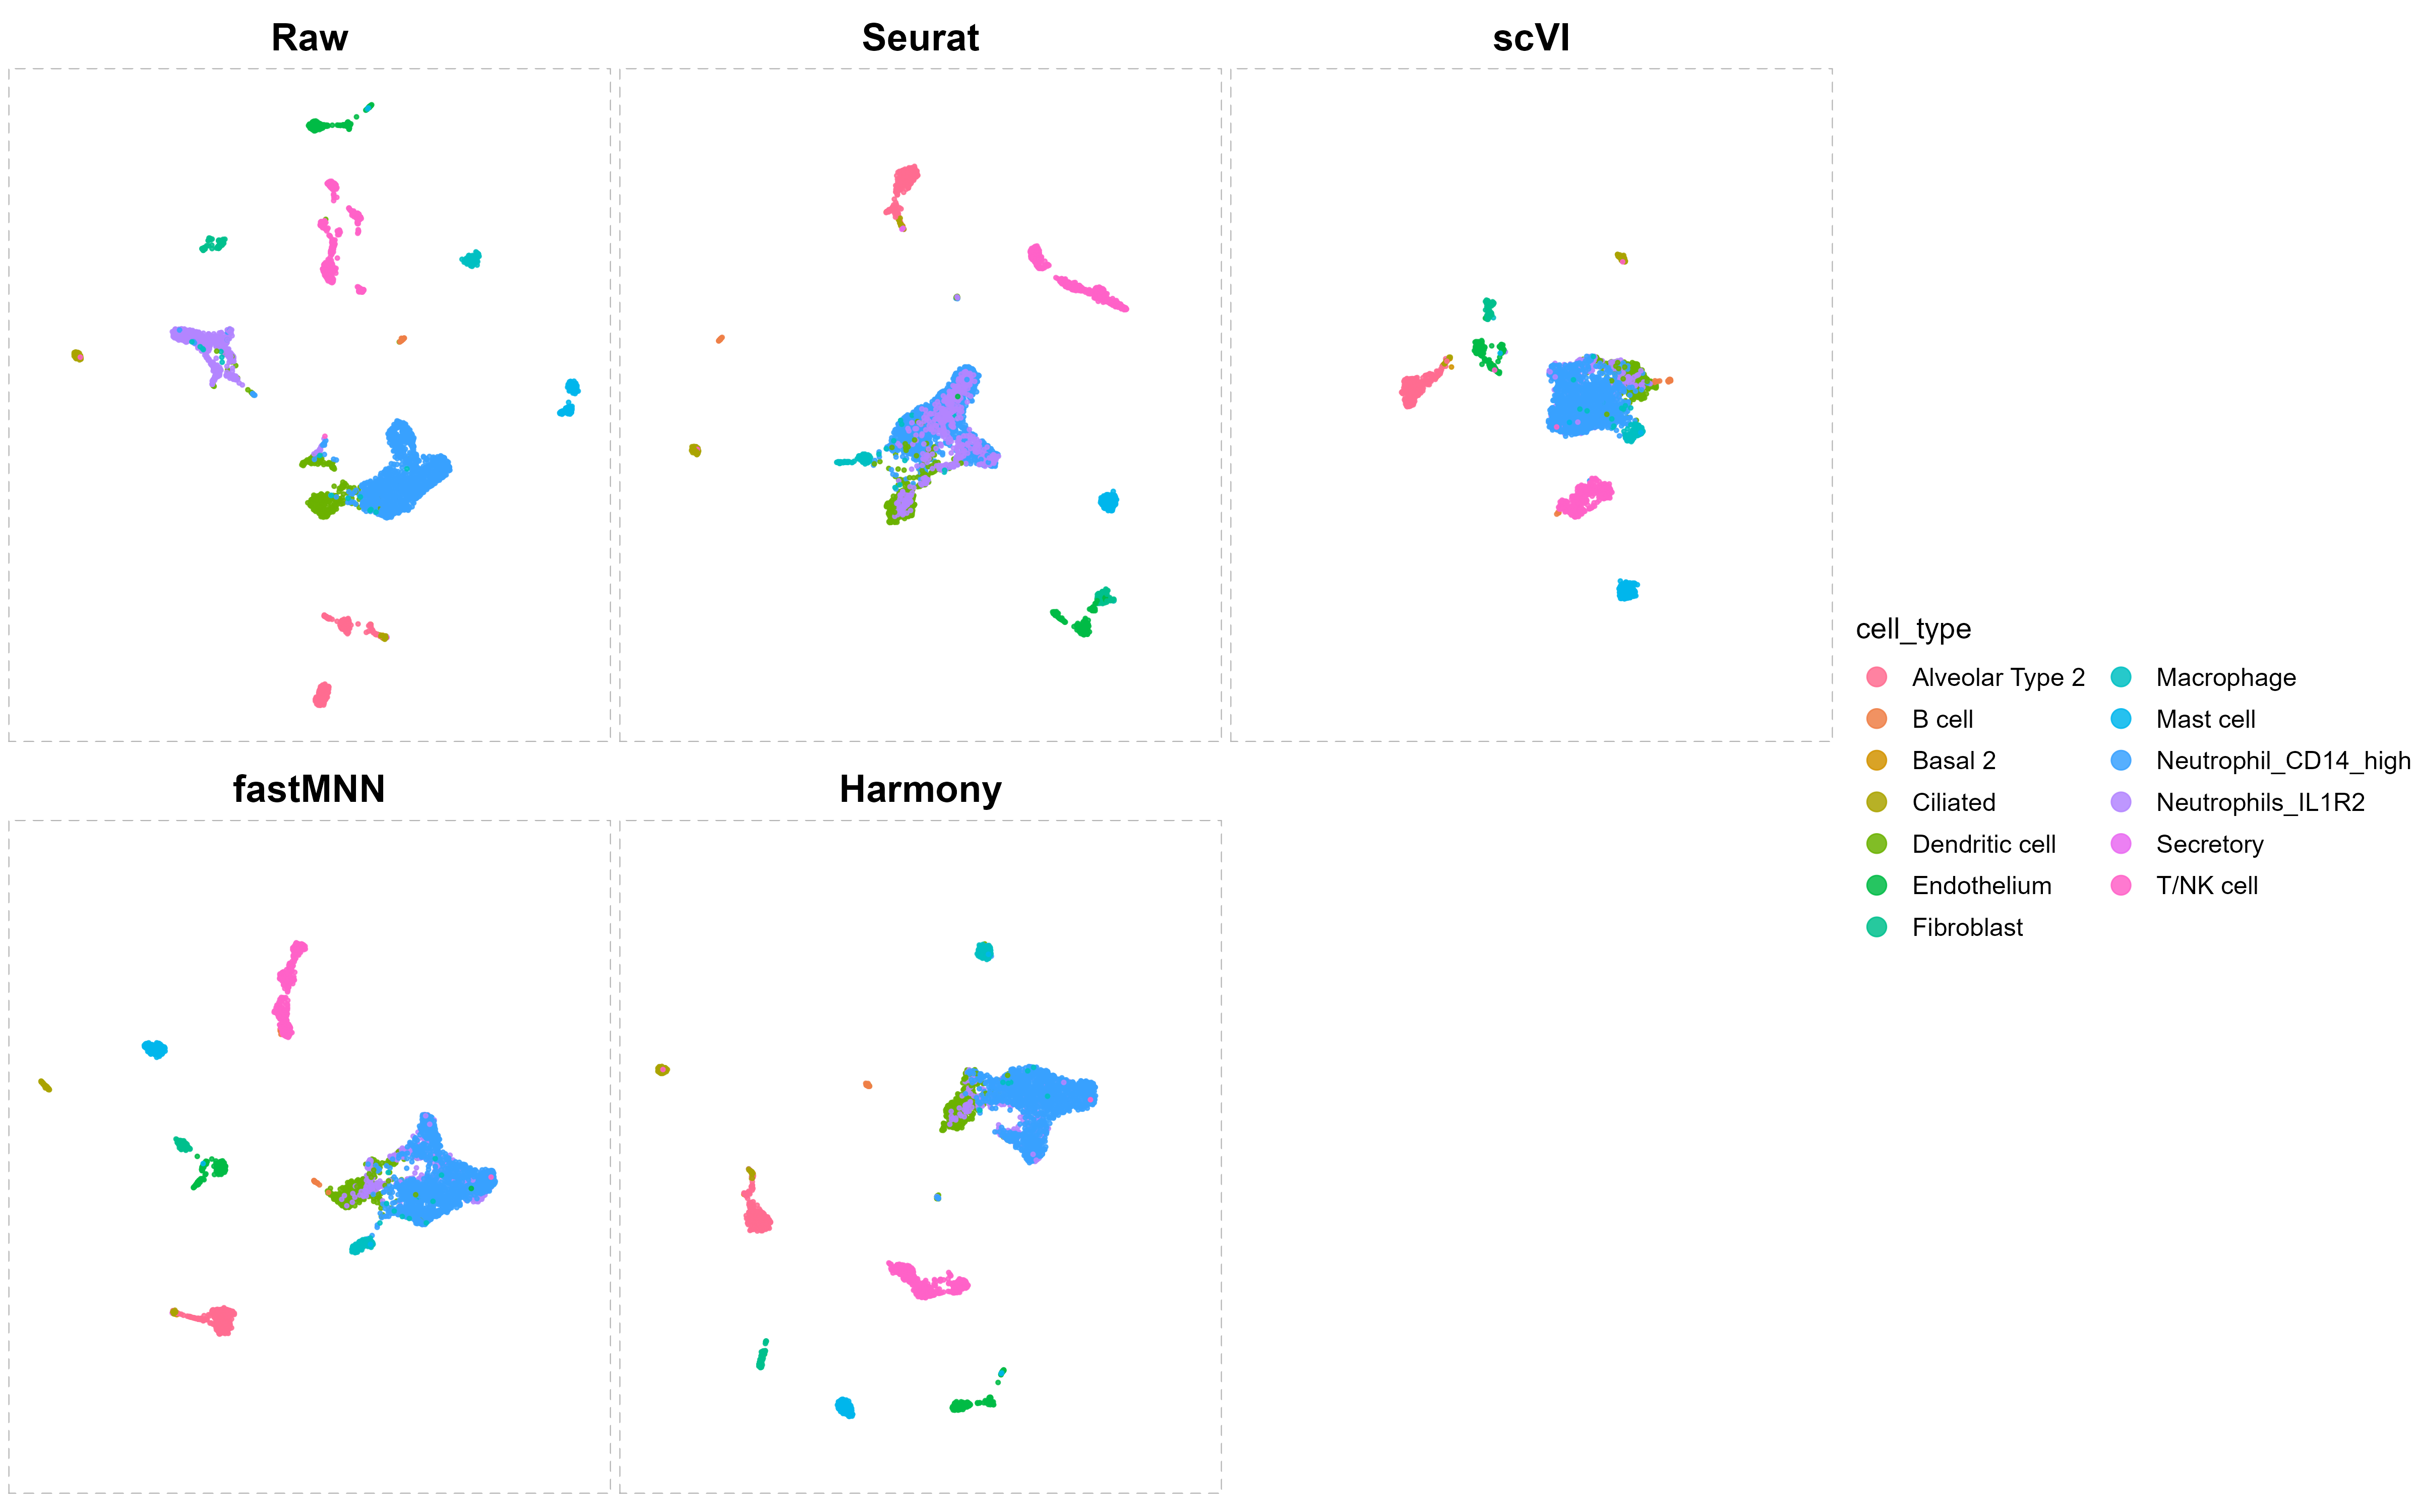 Raw
Seurat
scVI
fastMNN
Harmony
cell_type
Alveolar Type 2
B cell
Basal 2
Ciliated
Dendritic cell
Endothelium
Fibroblast
Macrophage
Mast cell
Neutrophil_CD14_high
Neutrophils_IL1R2
Secretory
T/NK cell